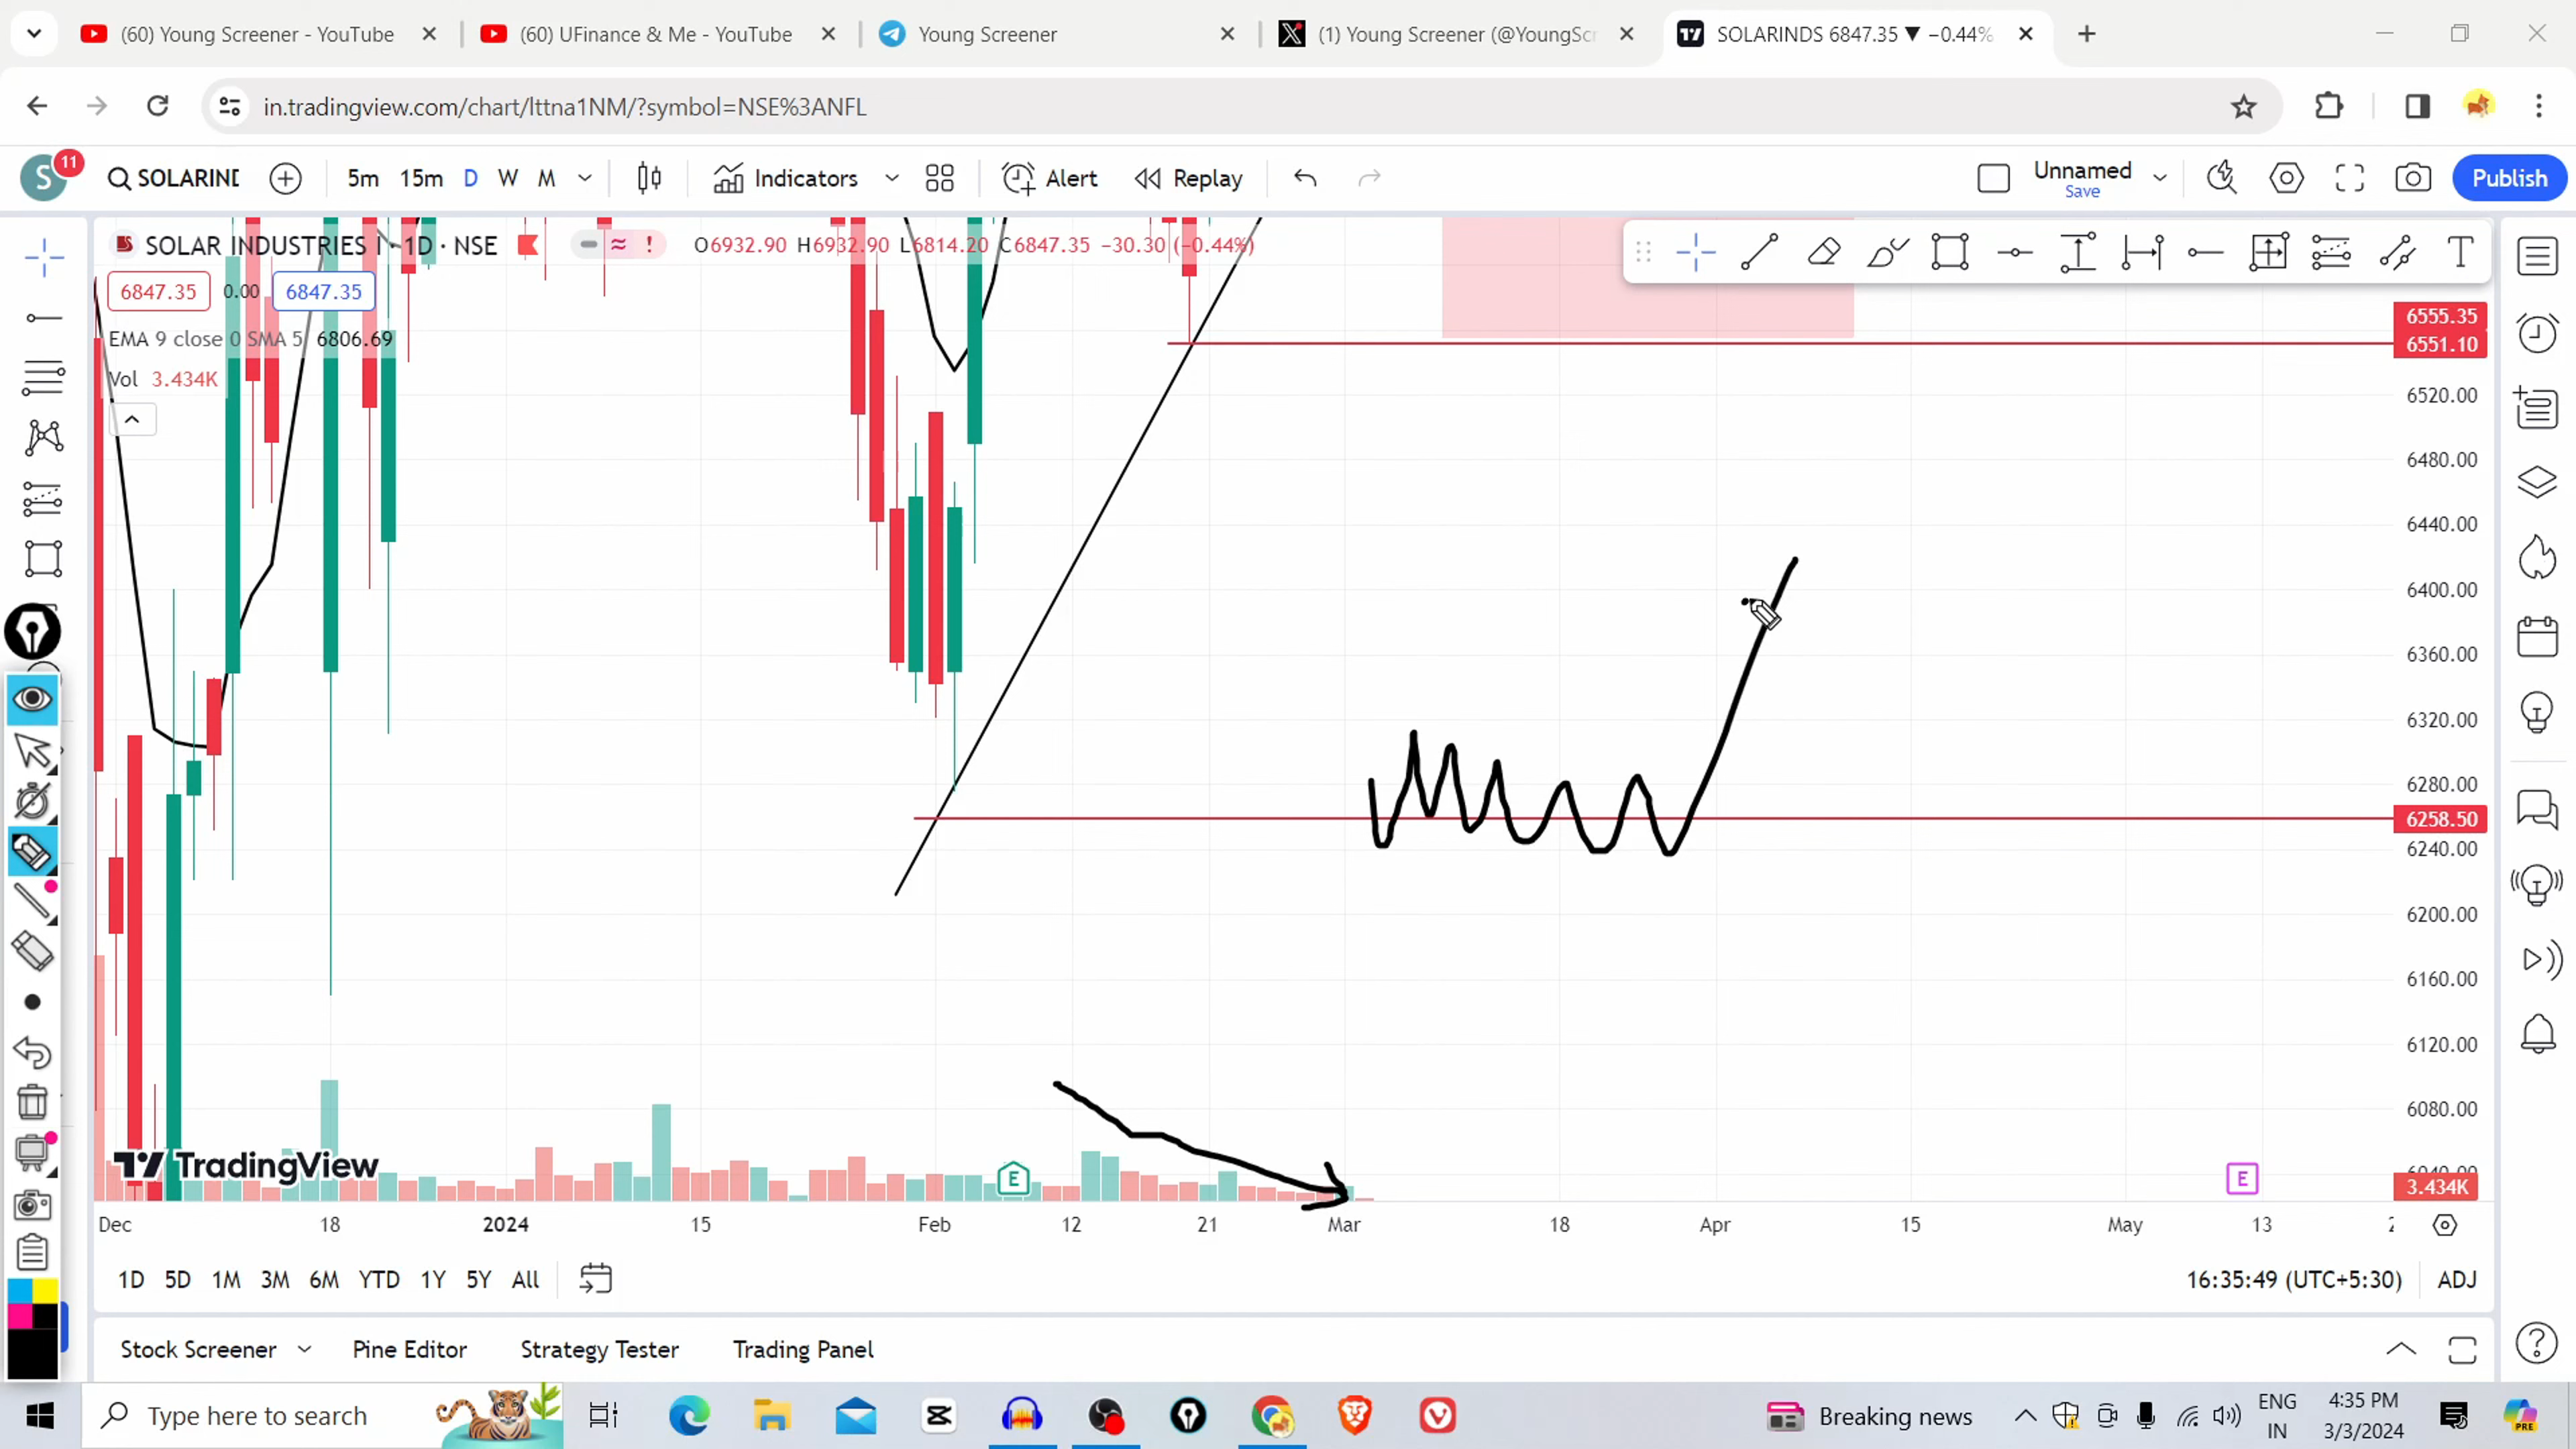 (60) Young Screener - YouTube
(60) UFinance & Me - YouTube
Young Screener
(1) Young Screener (@YoungScr
SOLARINDS 6847.35 ▼ −0.44%
in.tradingview.com/chart/lttna1NM/?symbol=NSE%3ANFL
S 11
SOLARIND
5m 15m D W M
Indicators
Alert
Replay
Unnamed
Save
Publish
SOLAR INDUSTRIES I · 1D · NSE
O6932.90 H6932.90 L6814.20 C6847.35 −30.30 (−0.44%)
6847.35 0.00 6847.35
EMA 9 close 0 SMA 5 6806.69
Vol 3.434K
6555.35
6551.10
6520.00
6480.00
6440.00
6400.00
6360.00
6320.00
6280.00
6258.50
6240.00
6200.00
6160.00
6120.00
6080.00
6040.00
3.434K
TradingView
E
E
Dec 18 2024 15 Feb 12 21 Mar 18 Apr 15 May 13
1D 5D 1M 3M 6M YTD 1Y 5Y All
16:35:49 (UTC+5:30) ADJ
Stock Screener
Pine Editor
Strategy Tester
Trading Panel
Type here to search
Breaking news
ENG
IN
4:35 PM
3/3/2024
PRE